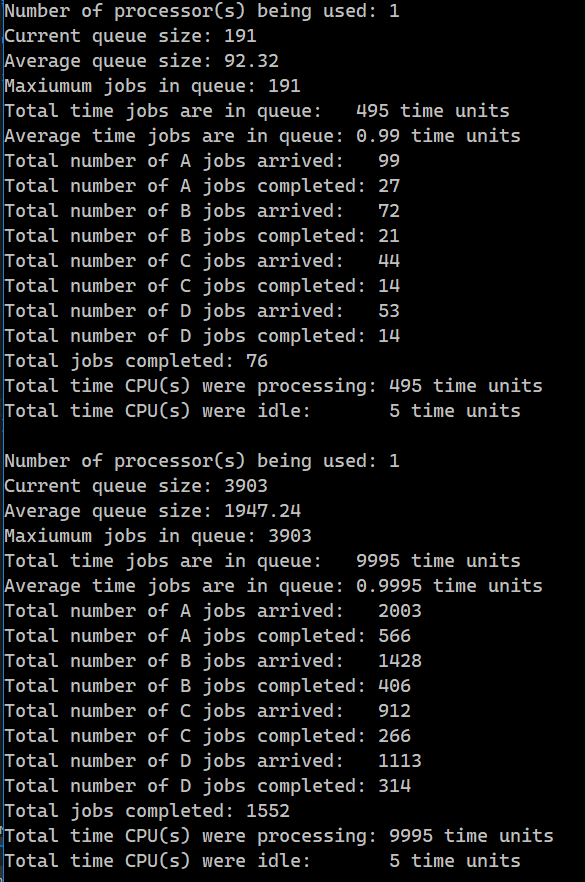 Number of processor(s) being used: 1
Current queue size: 191
Average queue size: 92.32
Maxiumum jobs in queue: 191
Total time jobs are in queue:   495 time units
Average time jobs are in queue: 0.99 time units
Total number of A jobs arrived:   99
Total number of A jobs completed: 27
Total number of B jobs arrived:   72
Total number of B jobs completed: 21
Total number of C jobs arrived:   44
Total number of C jobs completed: 14
Total number of D jobs arrived:   53
Total number of D jobs completed: 14
Total jobs completed: 76
Total time CPU(s) were processing: 495 time units
Total time CPU(s) were idle:       5 time units

Number of processor(s) being used: 1
Current queue size: 3903
Average queue size: 1947.24
Maxiumum jobs in queue: 3903
Total time jobs are in queue:   9995 time units
Average time jobs are in queue: 0.9995 time units
Total number of A jobs arrived:   2003
Total number of A jobs completed: 566
Total number of B jobs arrived:   1428
Total number of B jobs completed: 406
Total number of C jobs arrived:   912
Total number of C jobs completed: 266
Total number of D jobs arrived:   1113
Total number of D jobs completed: 314
Total jobs completed: 1552
Total time CPU(s) were processing: 9995 time units
Total time CPU(s) were idle:       5 time units